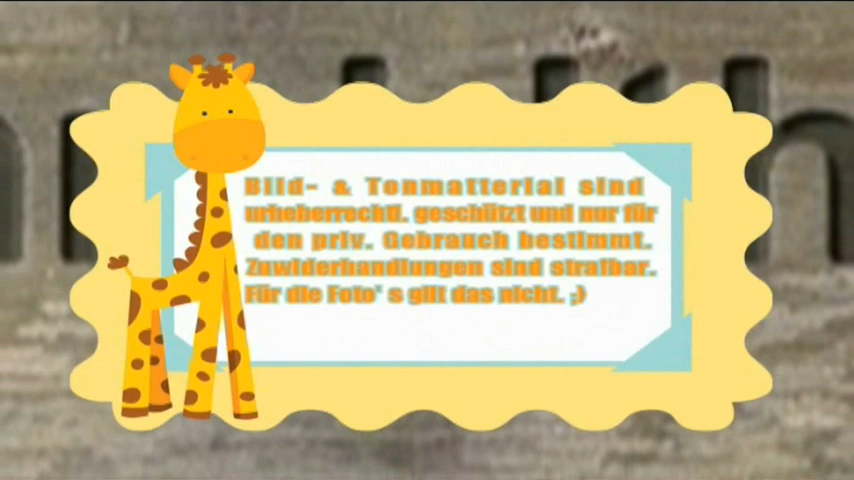 Bild- & Tonmatterial sind
urheberrechtl. geschützt und nur für
den priv. Gebrauch bestimmt.
Zuwiderhandlungen sind strafbar.
Für die Foto' s gilt das nicht. ;)